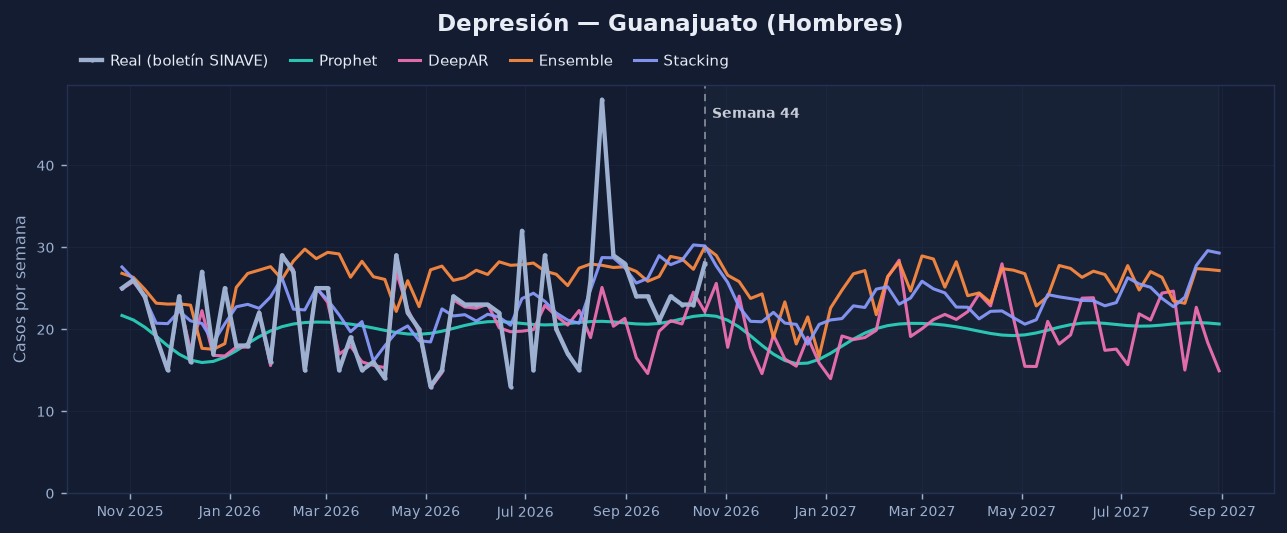 Depresión — Guanajuato (Hombres)
Real (boletín SINAVE) Prophet DeepAR Ensemble Stacking
Semana 44
Casos por semana
40
30
20
10
0
Nov 2025 Jan 2026 Mar 2026 May 2026 Jul 2026 Sep 2026 Nov 2026 Jan 2027 Mar 2027 May 2027 Jul 2027 Sep 2027